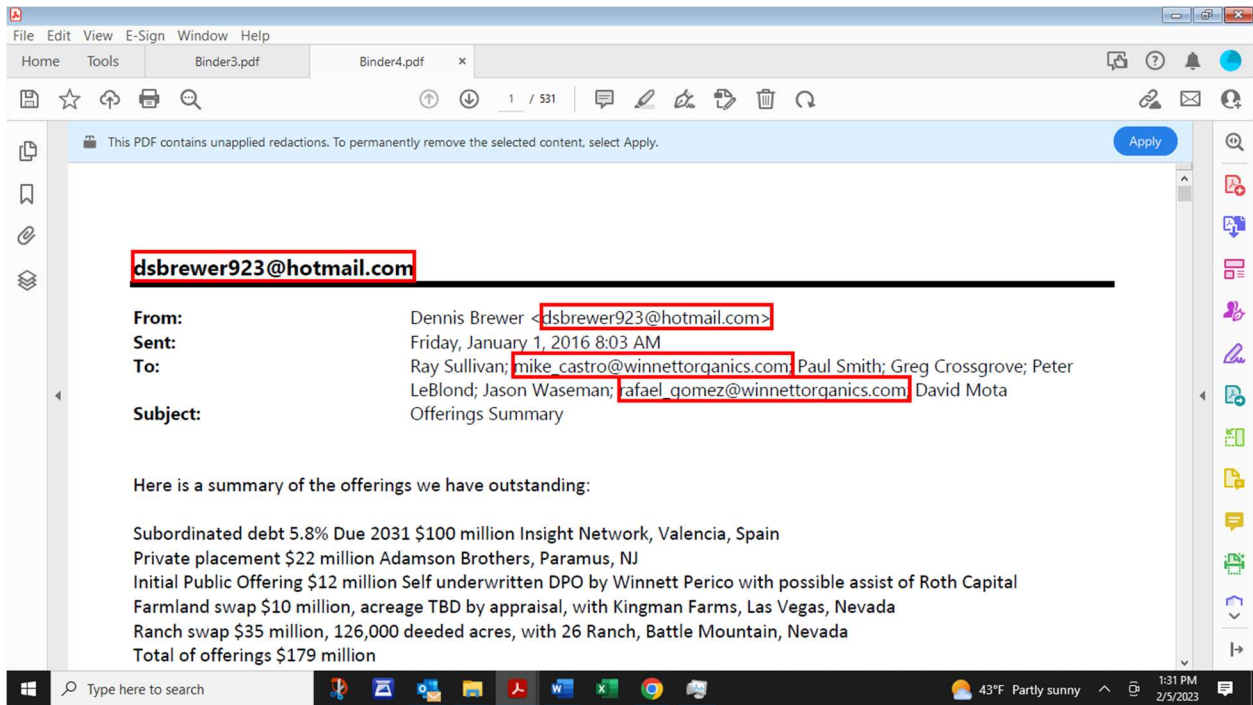 File Edit View E-Sign Window Help
Home Tools Binder3.pdf Binder4.pdf ×
1 / 531
This PDF contains unapplied redactions. To permanently remove the selected content, select Apply.
Apply
dsbrewer923@hotmail.com
From: Dennis Brewer <dsbrewer923@hotmail.com>
Sent: Friday, January 1, 2016 8:03 AM
To: Ray Sullivan; mike_castro@winnettorganics.com; Paul Smith; Greg Crossgrove; Peter
LeBlond; Jason Waseman; rafael_gomez@winnettorganics.com; David Mota
Subject: Offerings Summary
Here is a summary of the offerings we have outstanding:
Subordinated debt 5.8% Due 2031 $100 million Insight Network, Valencia, Spain
Private placement $22 million Adamson Brothers, Paramus, NJ
Initial Public Offering $12 million Self underwritten DPO by Winnett Perico with possible assist of Roth Capital
Farmland swap $10 million, acreage TBD by appraisal, with Kingman Farms, Las Vegas, Nevada
Ranch swap $35 million, 126,000 deeded acres, with 26 Ranch, Battle Mountain, Nevada
Total of offerings $179 million
Type here to search
43°F Partly sunny
1:31 PM
2/5/2023